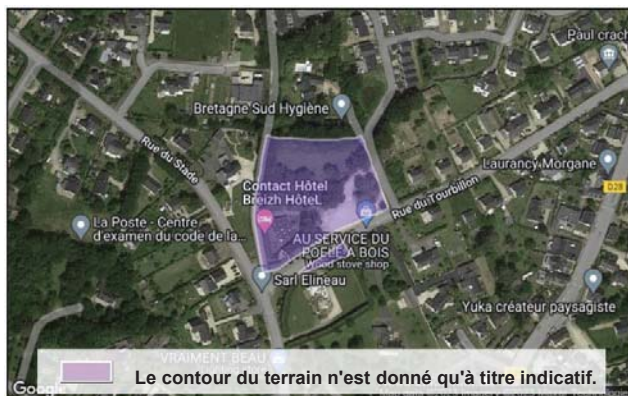 Paul crach
Bretagne Sud Hygiène
Rue du Stade
Laurancy Morgane
D28
Contact Hôtel
Breizh HôteL
Rue du Tourbillon
La Poste - Centre
d'examen du code de la...
AU SERVICE DU
POELE A BOIS
Wood stove shop
Sarl Elineau
Yuka créateur paysagiste
VRAIMENT BEAU
Le contour du terrain n'est donné qu'à titre indicatif.
Google